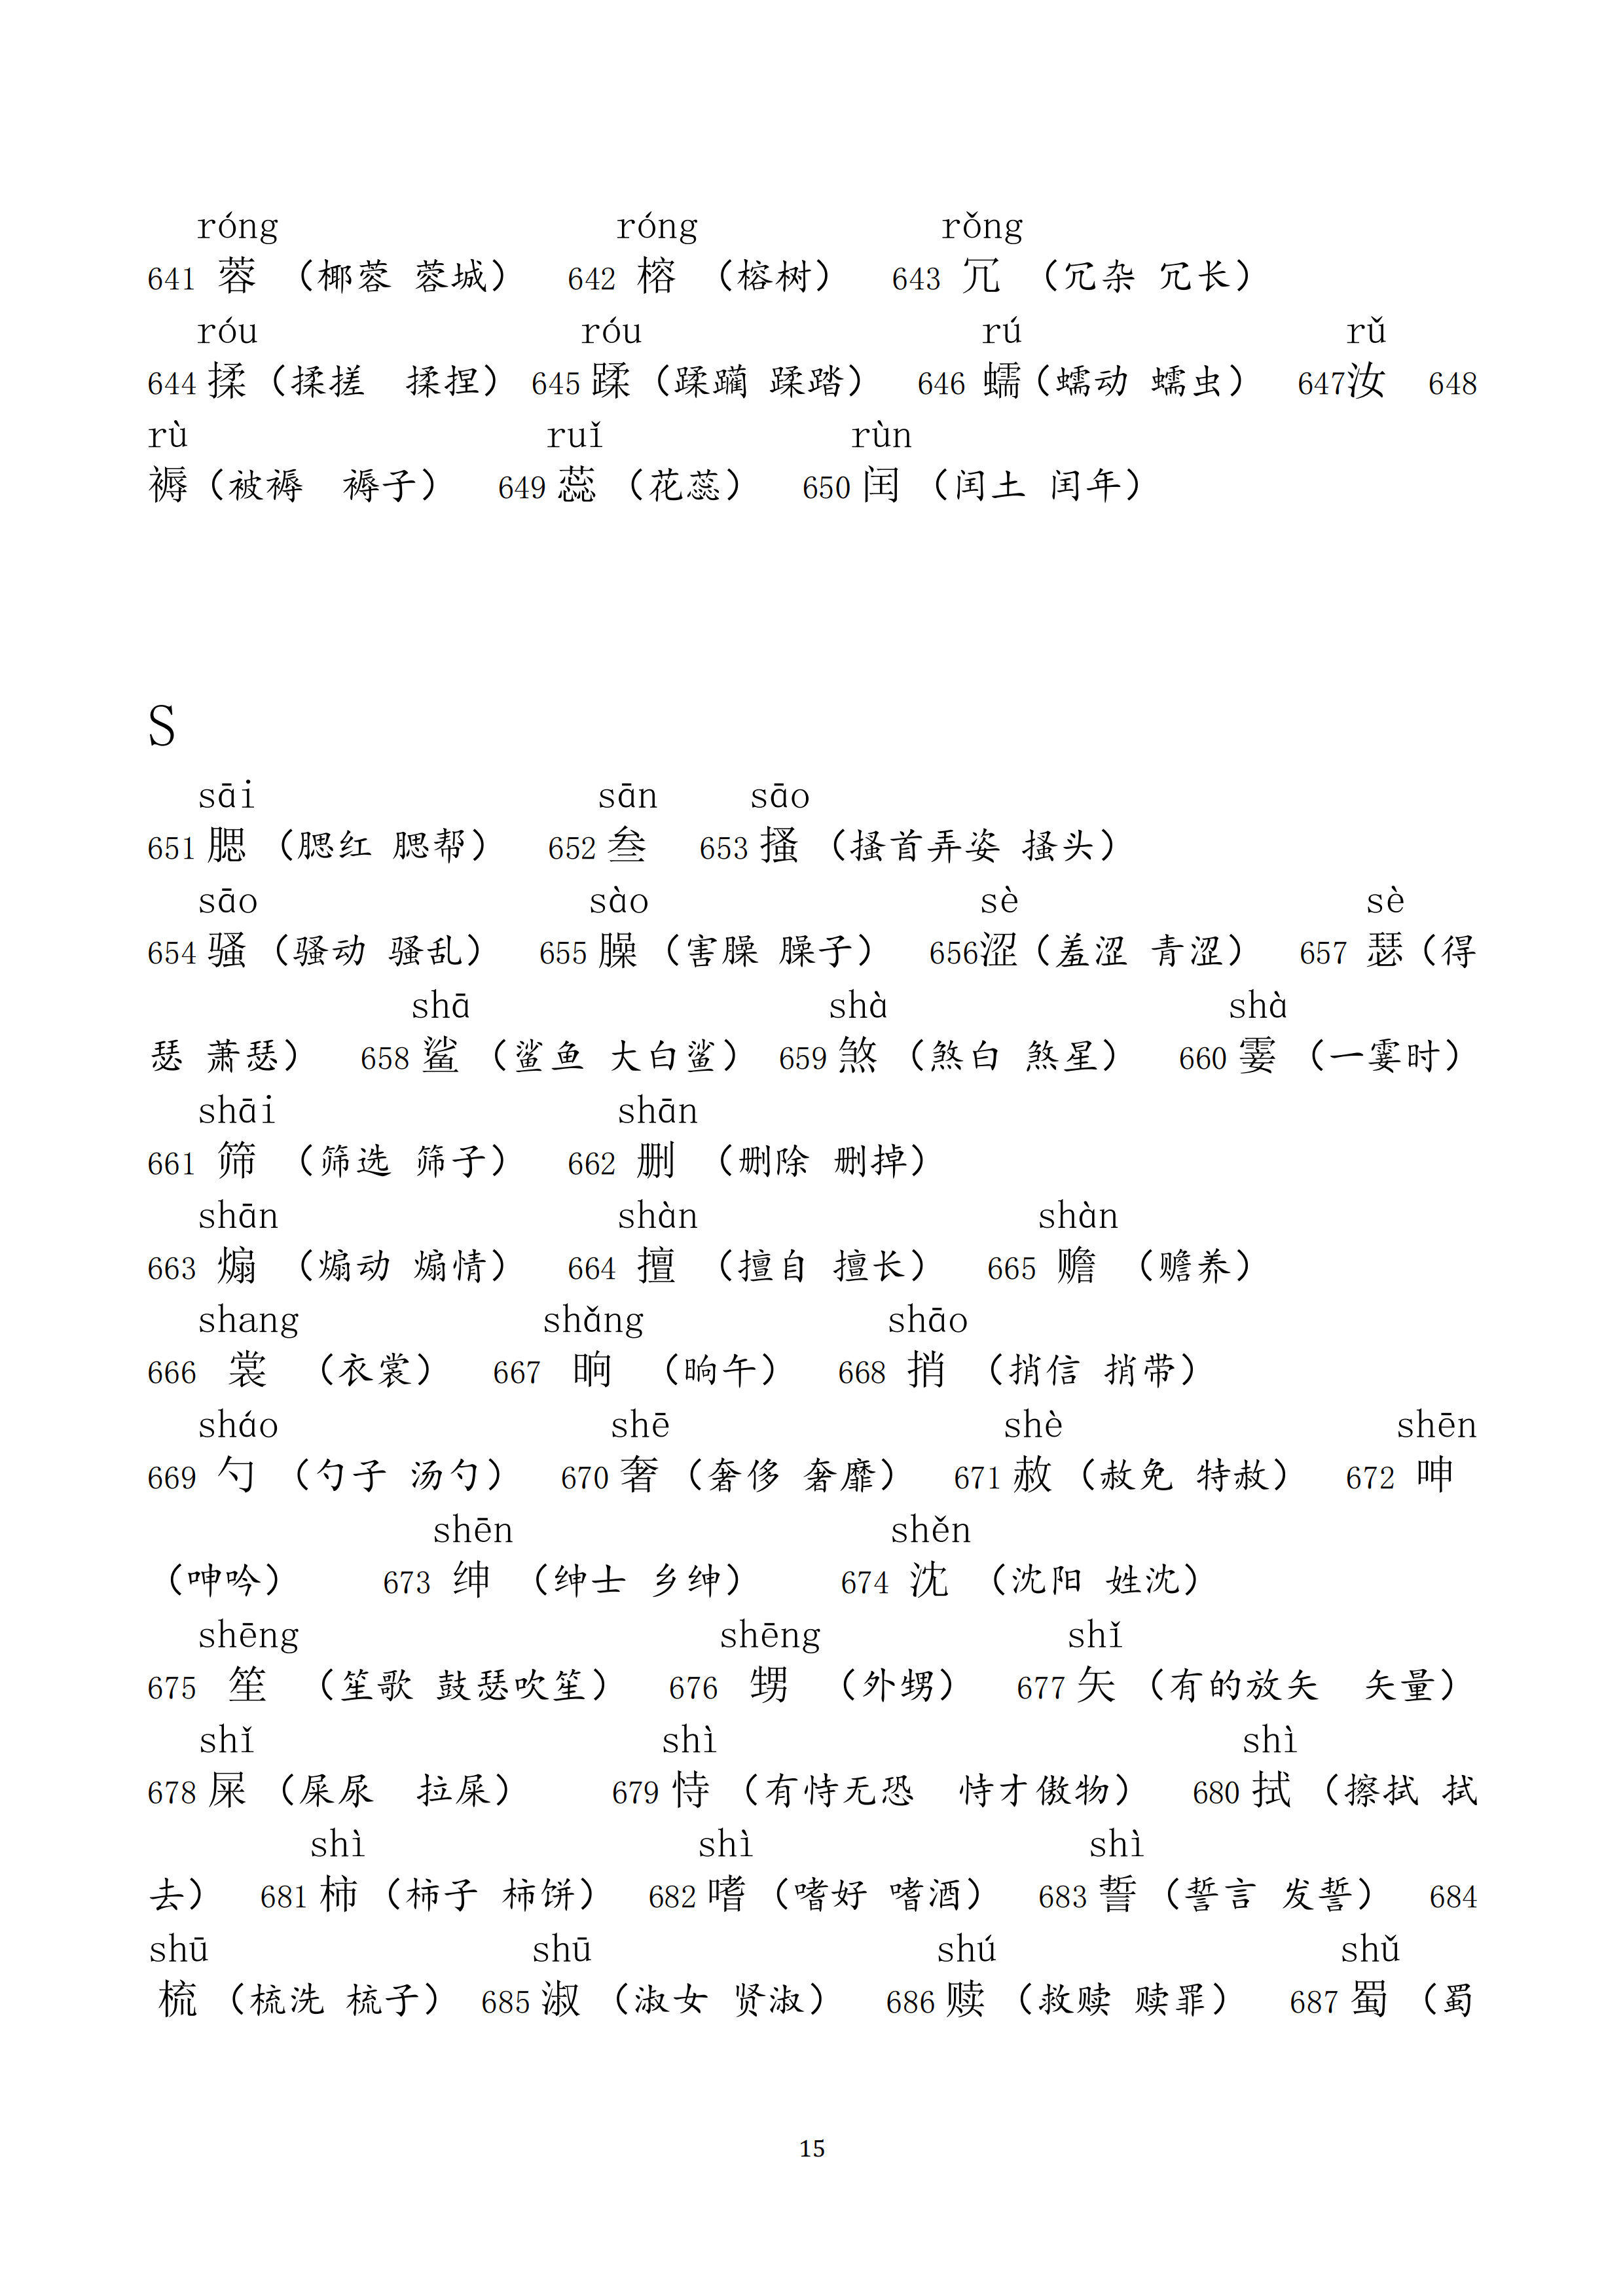 róng róng rǒng
641 蓉 （椰蓉 蓉城） 642 榕 （榕树） 643 冗 （冗杂 冗长）
róu róu rú rǔ
644 揉（揉搓 揉捏） 645 蹂（蹂躏 蹂踏） 646 蠕（蠕动 蠕虫） 647汝 648
rù ruǐ rùn
褥（被褥 褥子） 649 蕊 （花蕊） 650 闰 （闰土 闰年）
S
sāi sān sāo
651 腮 （腮红 腮帮） 652 叁 653 搔 （搔首弄姿 搔头）
sāo sào sè sè
654 骚 （骚动 骚乱） 655 臊（害臊 臊子） 656涩（羞涩 青涩） 657 瑟（得
shā shà shà
瑟 萧瑟） 658 鲨 （鲨鱼 大白鲨） 659 煞 （煞白 煞星） 660 霎 （一霎时）
shāi shān
661 筛 （筛选 筛子） 662 删 （删除 删掉）
shān shàn shàn
663 煽 （煽动 煽情） 664 擅 （擅自 擅长） 665 赡 （赡养）
shang shǎng shāo
666 裳 （衣裳） 667 晌 （晌午） 668 捎 （捎信 捎带）
sháo shē shè shēn
669 勺 （勺子 汤勺） 670 奢（奢侈 奢靡） 671 赦（赦免 特赦） 672 呻
shēn shěn
（呻吟） 673 绅 （绅士 乡绅） 674 沈 （沈阳 姓沈）
shēng shēng shǐ
675 笙 （笙歌 鼓瑟吹笙） 676 甥 （外甥） 677 矢 （有的放矢 矢量）
shǐ shì shì
678 屎 （屎尿 拉屎） 679 恃 （有恃无恐 恃才傲物） 680 拭 （擦拭 拭
shì shì shì
去） 681 柿（柿子 柿饼） 682 嗜（嗜好 嗜酒） 683 誓（誓言 发誓） 684
shū shū shú shǔ
梳 （梳洗 梳子） 685 淑 （淑女 贤淑） 686 赎 （救赎 赎罪） 687 蜀 （蜀
15